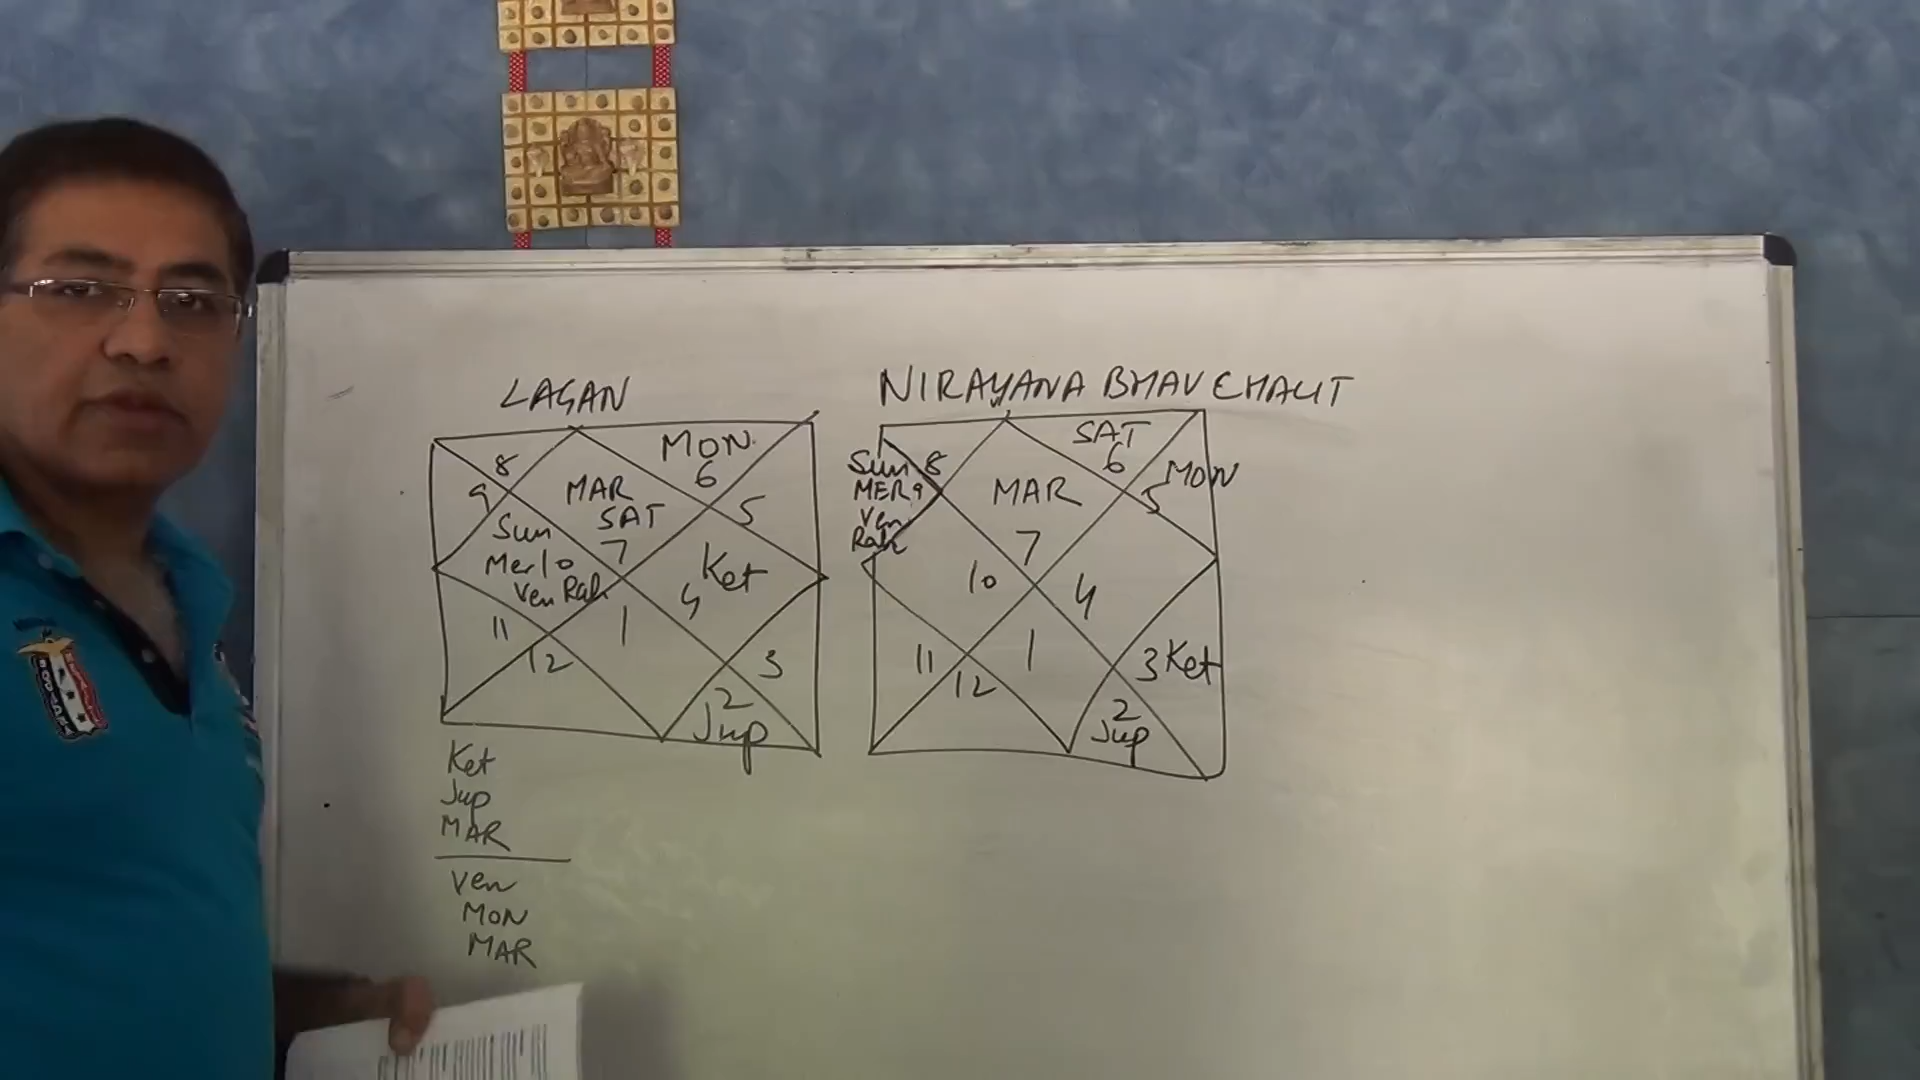 LAGAN
MON
8
6
9
MAR
SAT
5
Sun
7
Mer 10
Ket
Ven Rah
4
11
1
12
3
2
Jup
Ket
Jup
MAR
Ven
MON
MAR
NIRAYANA BHAV CHALIT
SAT
Sun 8
6
MON
MER 9
MAR
5
Ven
Rah
7
10
4
11
1
3 Ket
12
2
Jup